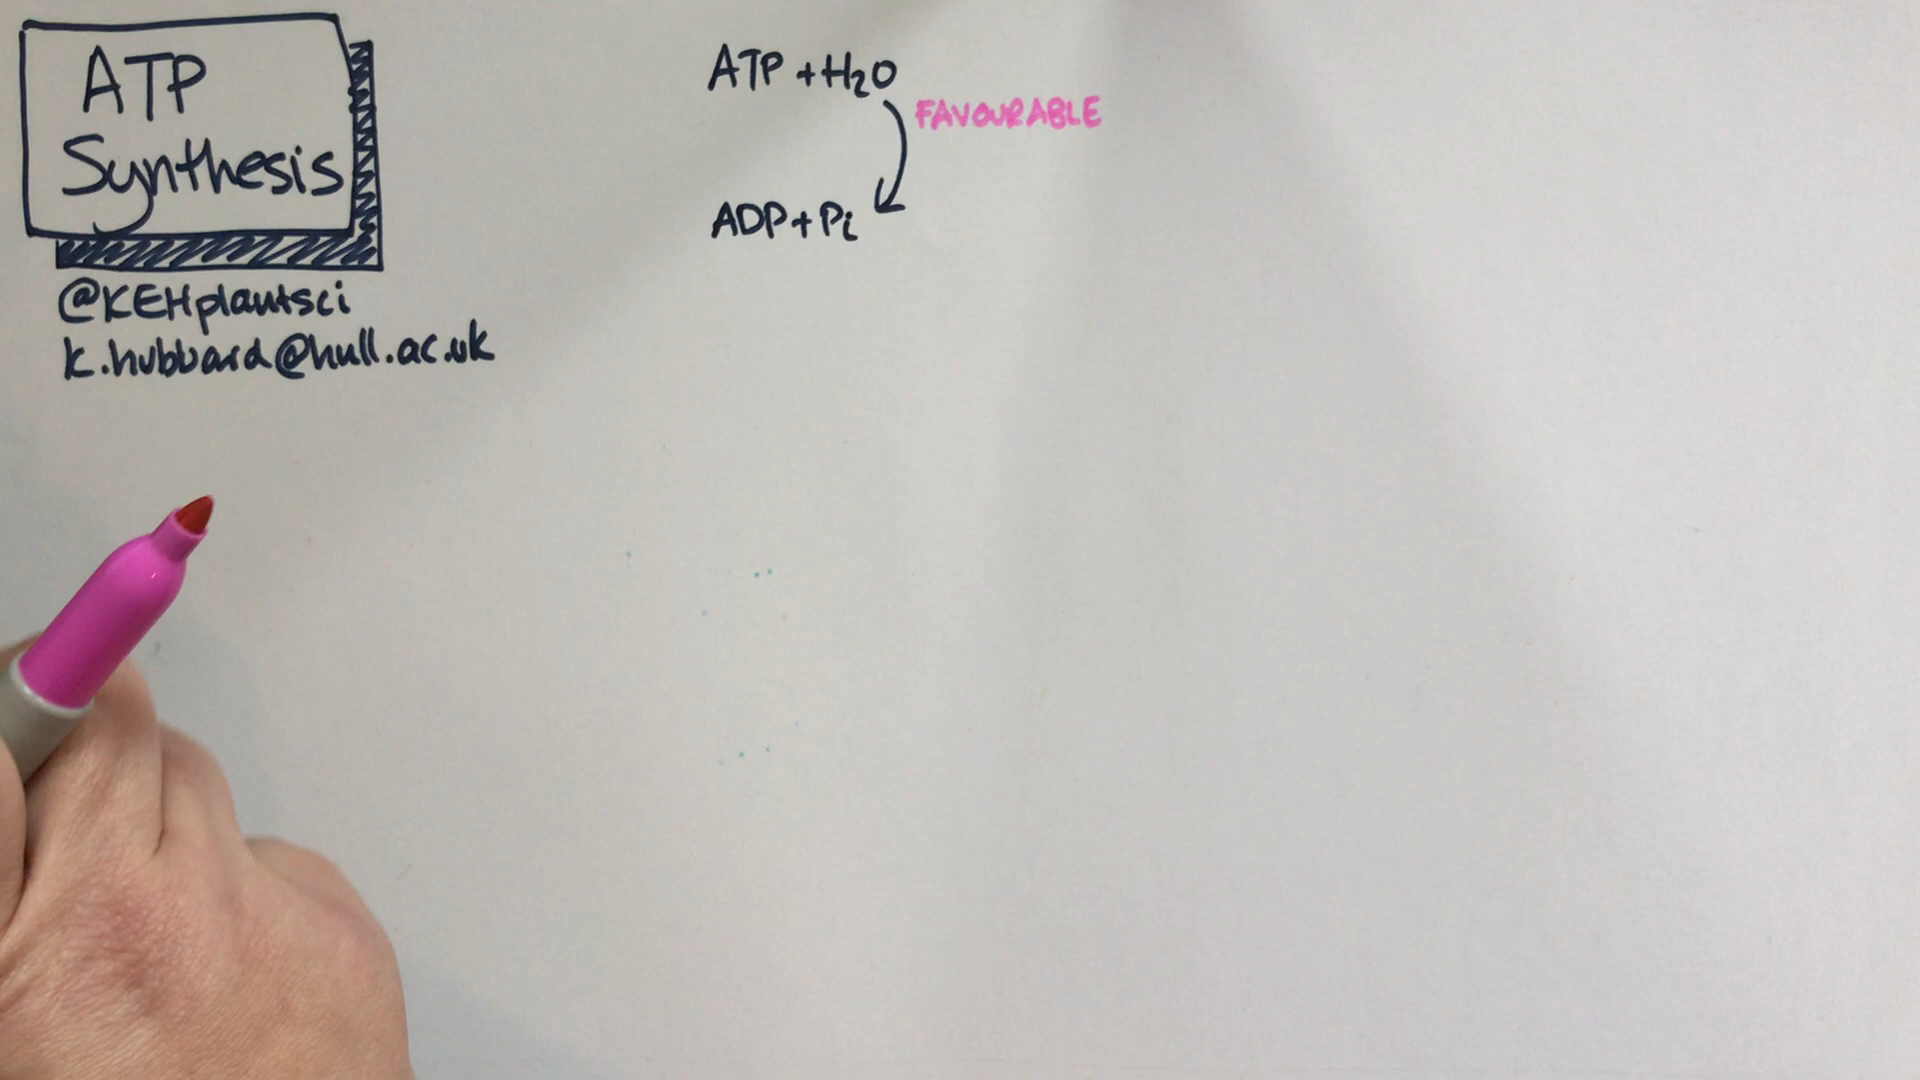 ATP
Synthesis
@KEHplantsci
k.hubbard@hull.ac.uk
ATP + H₂O
FAVOURABLE
ADP + Pi